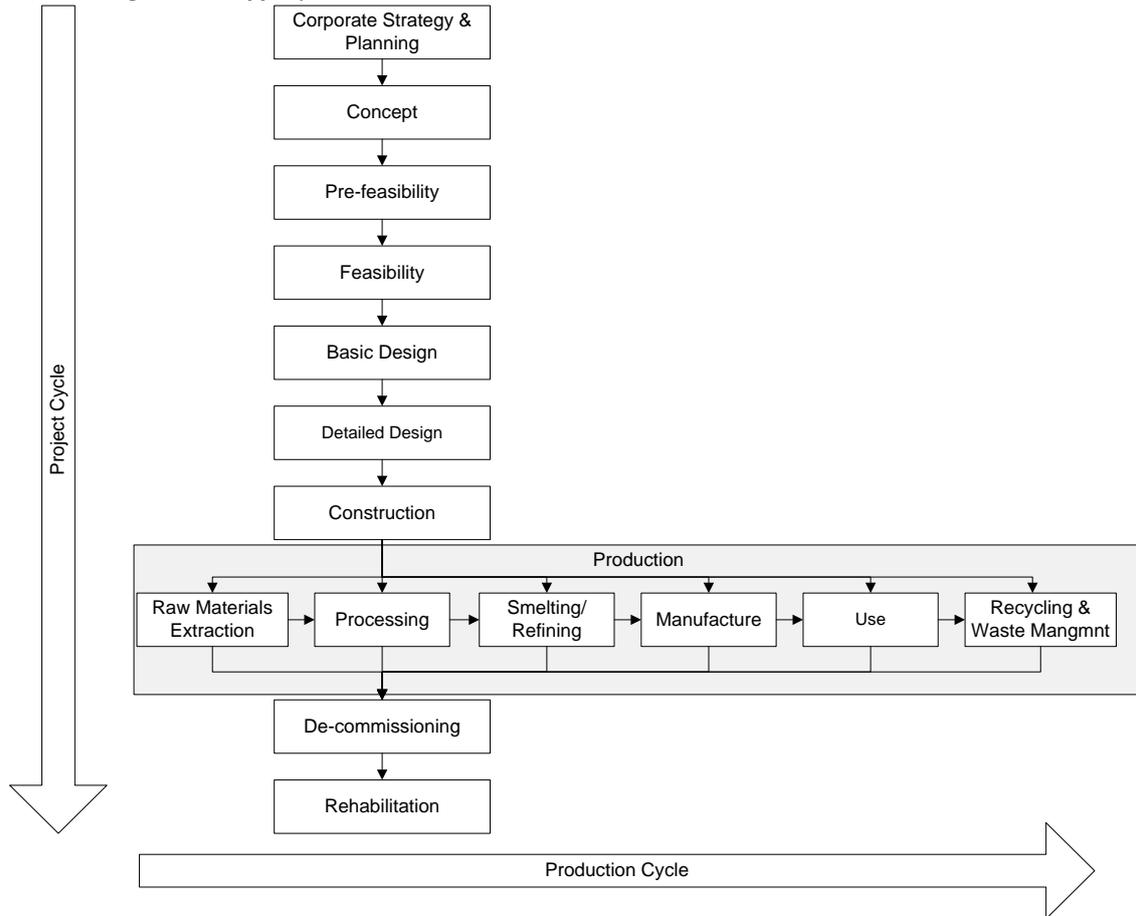 Corporate Strategy &
Planning
Concept
Pre-feasibility
Feasibility
Basic Design
Detailed Design
Construction
Project Cycle
Production
Raw Materials
Extraction
Processing
Smelting/
Refining
Manufacture
Use
Recycling &
Waste Mangmnt
De-commissioning
Rehabilitation
Production Cycle